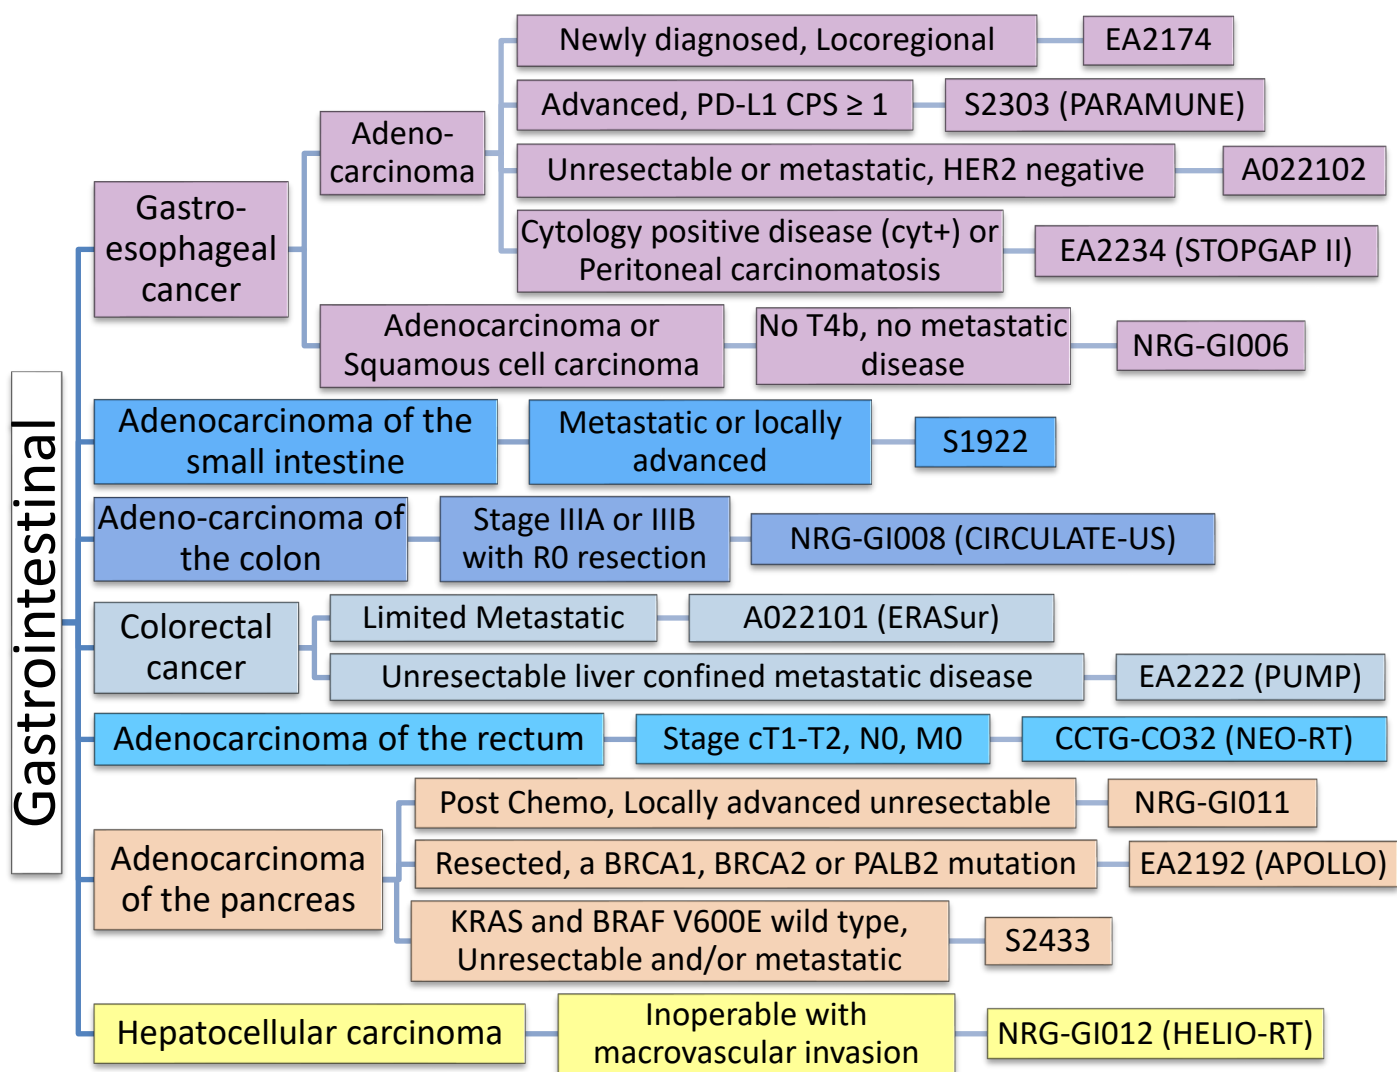 Gastrointestinal
Gastro-
esophageal
cancer
Adeno-
carcinoma
Newly diagnosed, Locoregional
EA2174
Advanced, PD-L1 CPS ≥ 1
S2303 (PARAMUNE)
Unresectable or metastatic, HER2 negative
A022102
Cytology positive disease (cyt+) or
Peritoneal carcinomatosis
EA2234 (STOPGAP II)
Adenocarcinoma or
Squamous cell carcinoma
No T4b, no metastatic
disease
NRG-GI006
Adenocarcinoma of the
small intestine
Metastatic or locally
advanced
S1922
Adeno-carcinoma of
the colon
Stage IIIA or IIIB
with R0 resection
NRG-GI008 (CIRCULATE-US)
Colorectal
cancer
Limited Metastatic
A022101 (ERASur)
Unresectable liver confined metastatic disease
EA2222 (PUMP)
Adenocarcinoma of the rectum
Stage cT1-T2, N0, M0
CCTG-CO32 (NEO-RT)
Adenocarcinoma
of the pancreas
Post Chemo, Locally advanced unresectable
NRG-GI011
Resected, a BRCA1, BRCA2 or PALB2 mutation
EA2192 (APOLLO)
KRAS and BRAF V600E wild type,
Unresectable and/or metastatic
S2433
Hepatocellular carcinoma
Inoperable with
macrovascular invasion
NRG-GI012 (HELIO-RT)